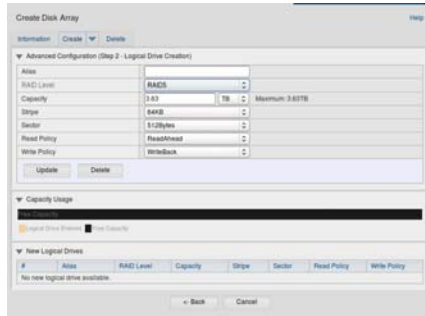 Create Disk Array
Help
Information Create Delete
Advanced Configuration (Step 2 - Logical Drive Creation)
Alias
RAID Level RAID5
Capacity 3.63 TB Maximum: 3.63TB
Stripe 64KB
Sector 512Bytes
Read Policy ReadAhead
Write Policy WriteBack
Update Delete
Capacity Usage
Free Capacity
Logical Drive Entries Free Capacity
New Logical Drives
# Alias RAID Level Capacity Stripe Sector Read Policy Write Policy
No new logical drive available.
< Back Cancel